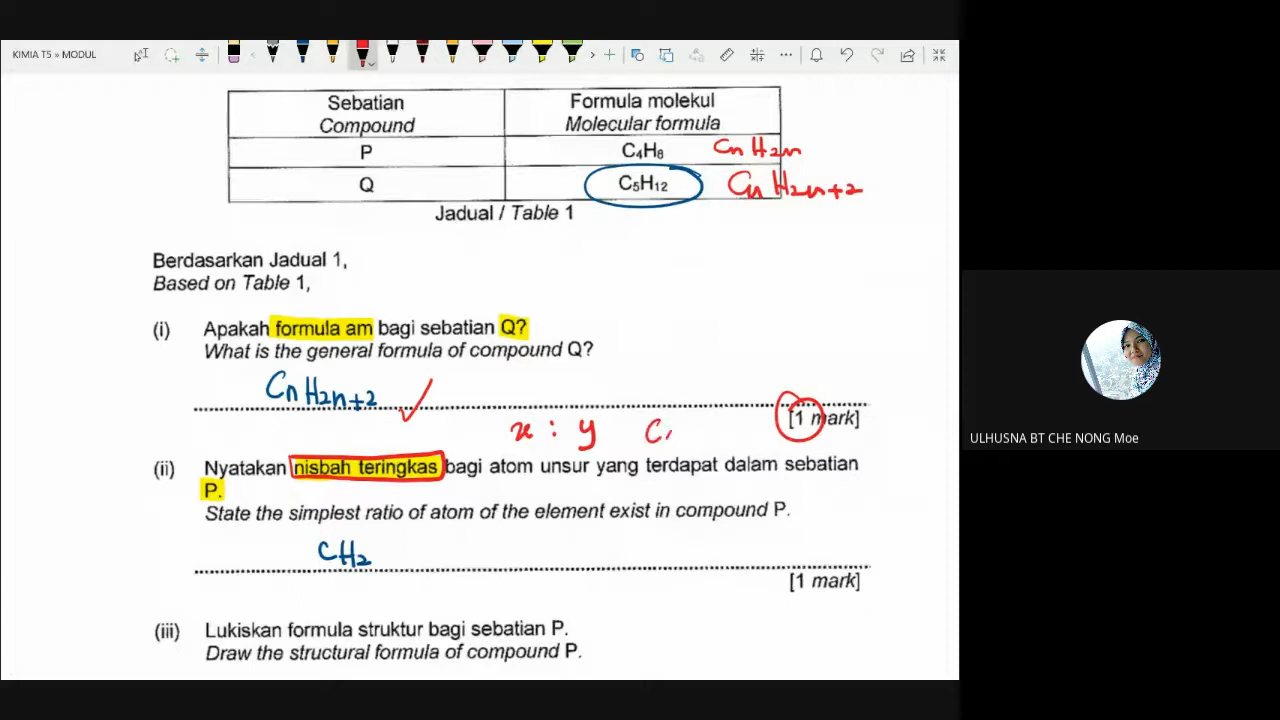 KIMIA T5 » MODUL
Sebatian
Compound
Formula molekul
Molecular formula
P
C₄H₈
CnH2n
Q
C₅H₁₂
CnH2n+2
Jadual / Table 1
Berdasarkan Jadual 1,
Based on Table 1,
(i) Apakah formula am bagi sebatian Q?
What is the general formula of compound Q?
CnH2n+2
[1 mark]
x : y C
(ii) Nyatakan nisbah teringkas bagi atom unsur yang terdapat dalam sebatian
P.
State the simplest ratio of atom of the element exist in compound P.
CH2
[1 mark]
(iii) Lukiskan formula struktur bagi sebatian P.
Draw the structural formula of compound P.
ULHUSNA BT CHE NONG Moe